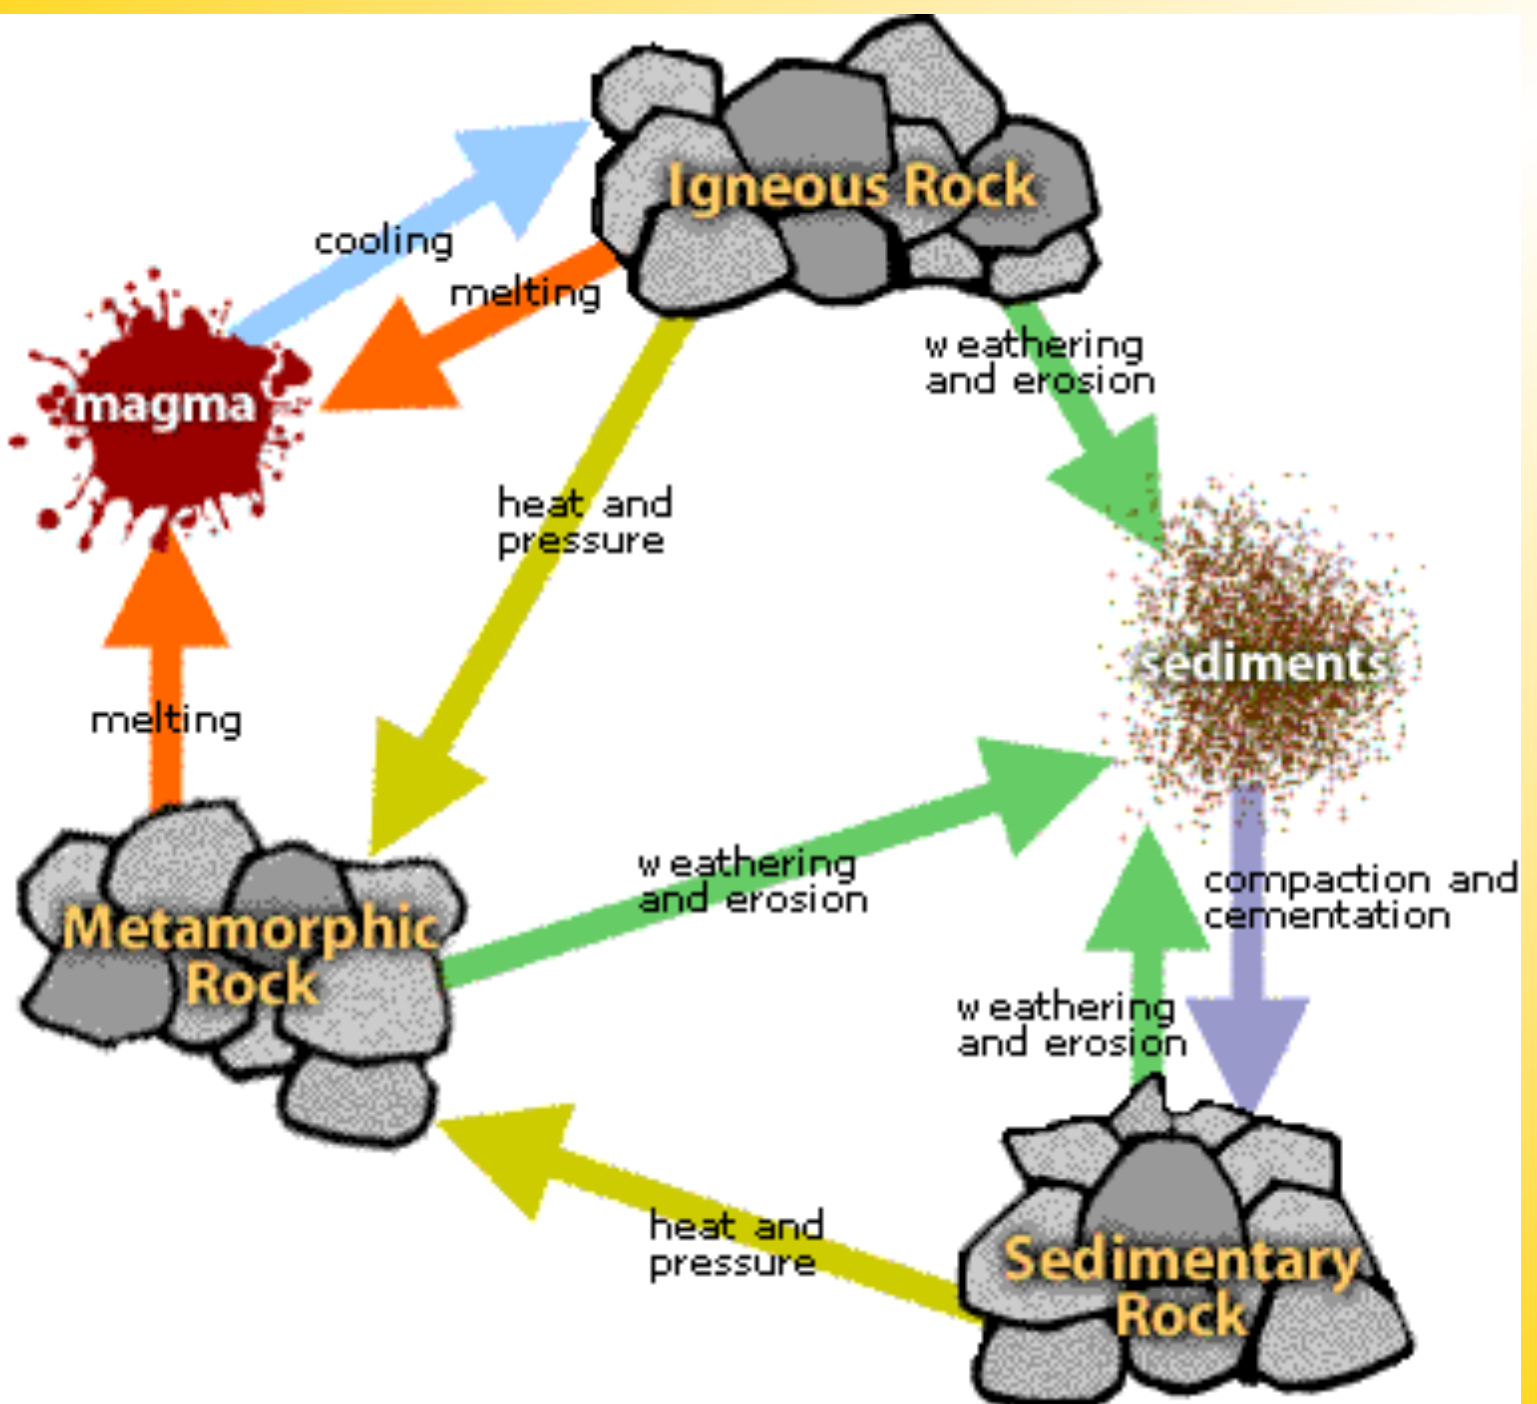 Igneous Rock
cooling
melting
weathering
and erosion
magma
heat and
pressure
sediments
melting
weathering
and erosion
compaction and
cementation
Metamorphic
Rock
weathering
and erosion
heat and
pressure
Sedimentary
Rock